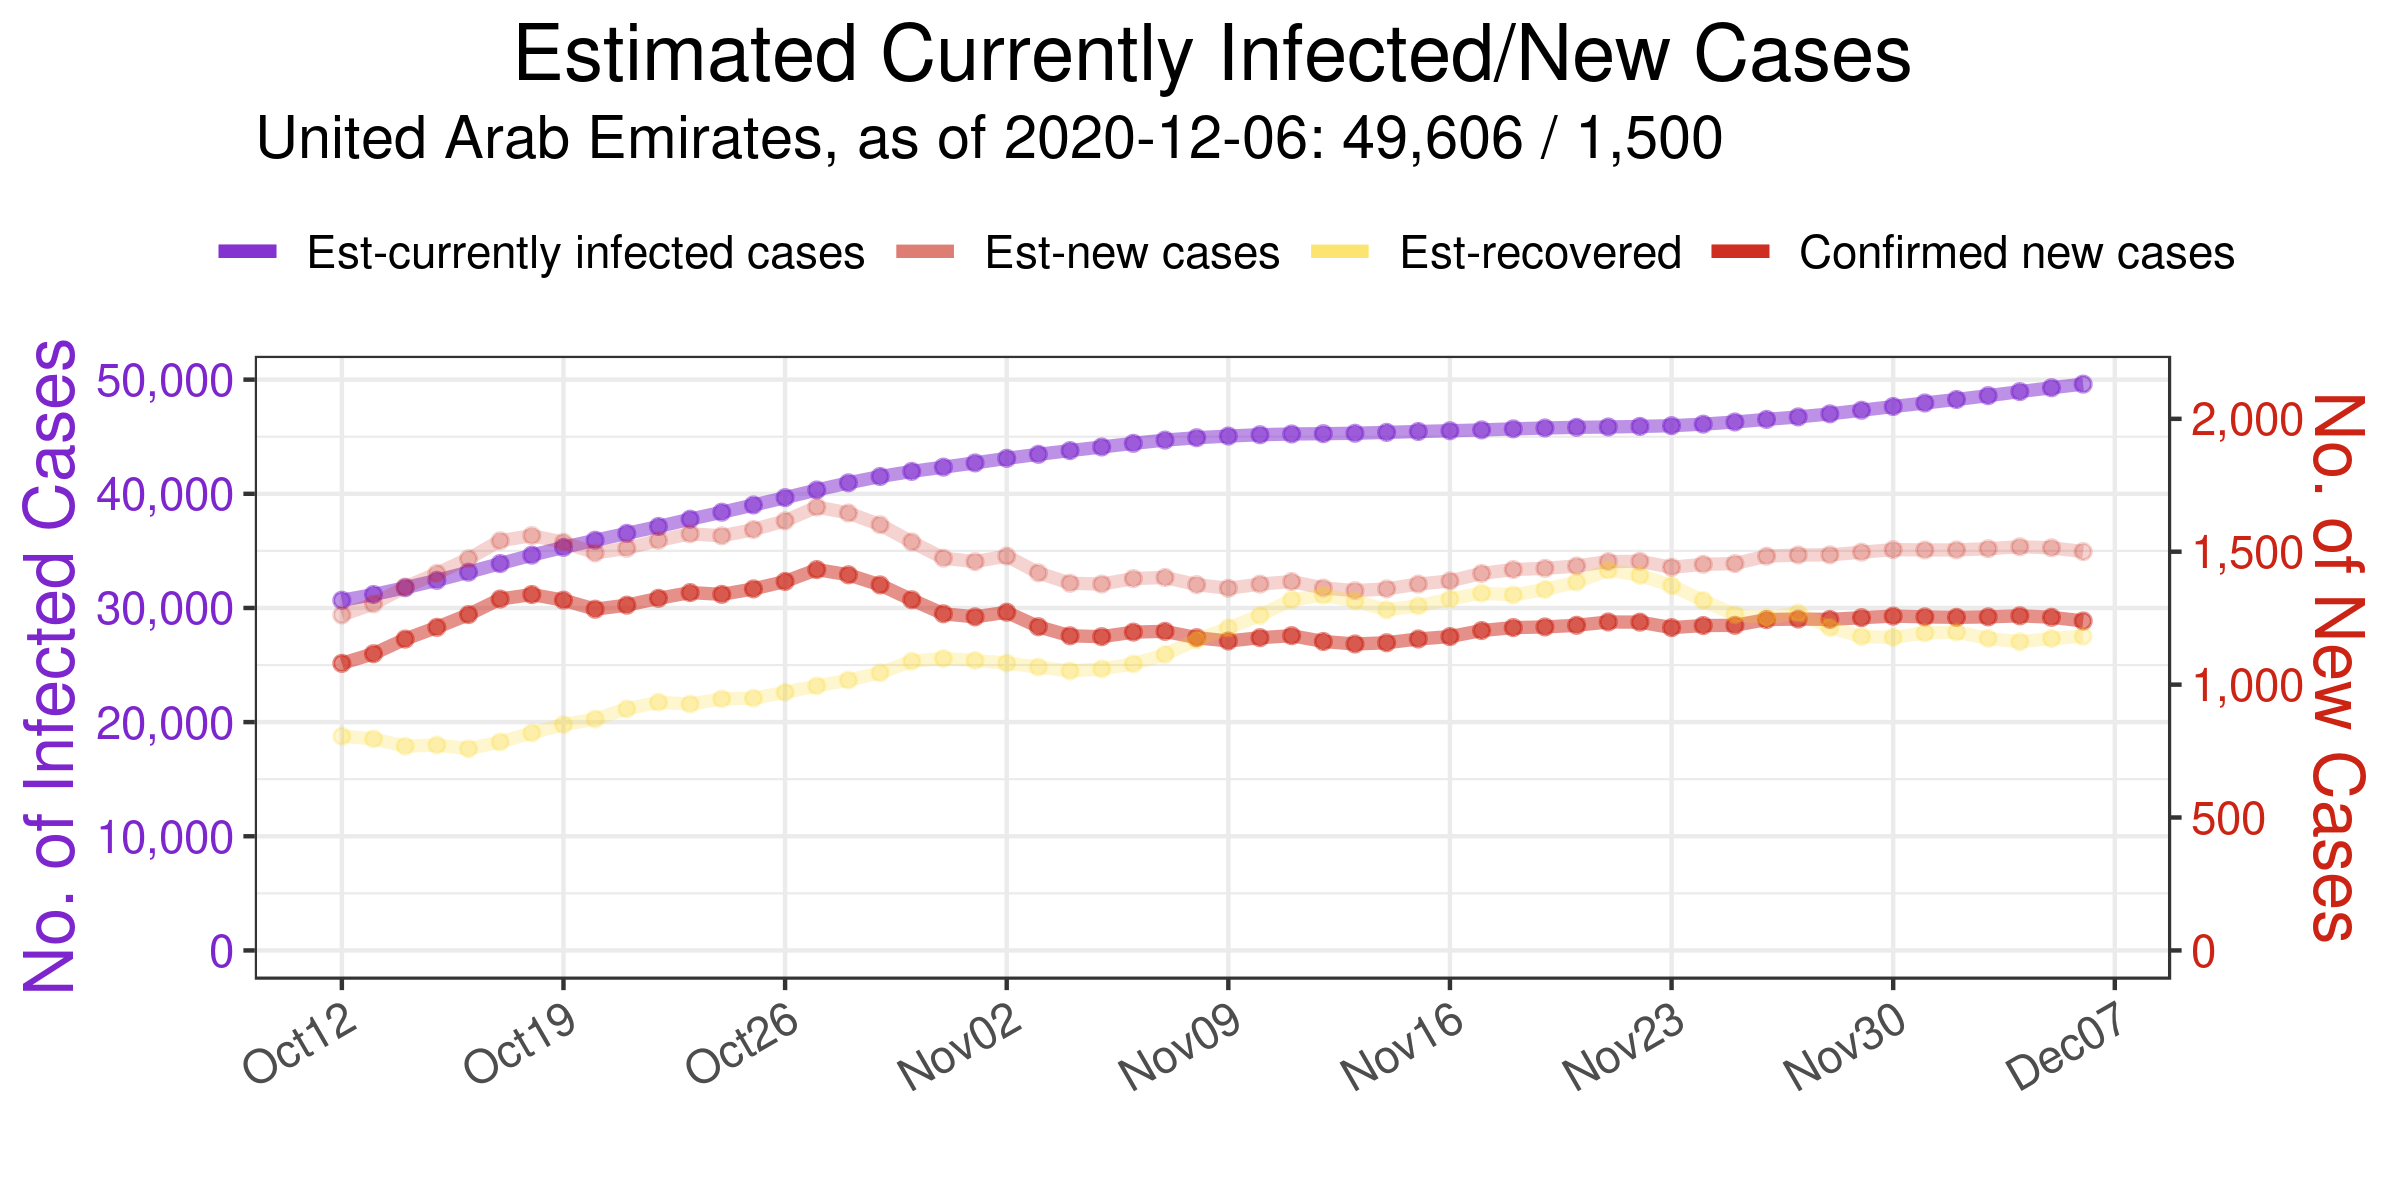 Estimated Currently Infected/New Cases
United Arab Emirates, as of 2020-12-06: 49,606 / 1,500
Est-currently infected cases Est-new cases Est-recovered Confirmed new cases
No. of Infected Cases
50,000
40,000
30,000
20,000
10,000
0
2,000
1,500
1,000
500
0
No. of New Cases
Oct12 Oct19 Oct26 Nov02 Nov09 Nov16 Nov23 Nov30 Dec07